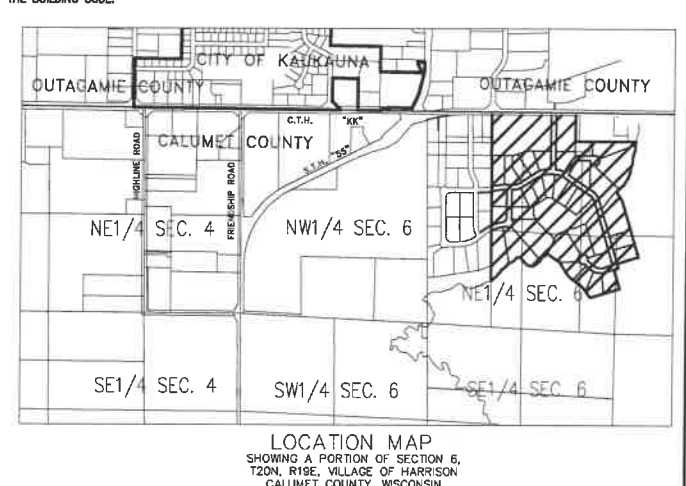 THE BUILDING CODE.
CITY OF KAUKAUNA
OUTAGAMIE COUNTY
OUTAGAMIE COUNTY
C.T.H. "KK"
CALUMET COUNTY
S.T.H. "55"
HIGHLINE ROAD
FRIENDSHIP ROAD
NE1/4 SEC. 4
NW1/4 SEC. 6
NE1/4 SEC. 6
SE1/4 SEC. 4
SW1/4 SEC. 6
SE1/4 SEC. 6
LOCATION MAP
SHOWING A PORTION OF SECTION 6,
T20N, R19E, VILLAGE OF HARRISON
CALUMET COUNTY, WISCONSIN